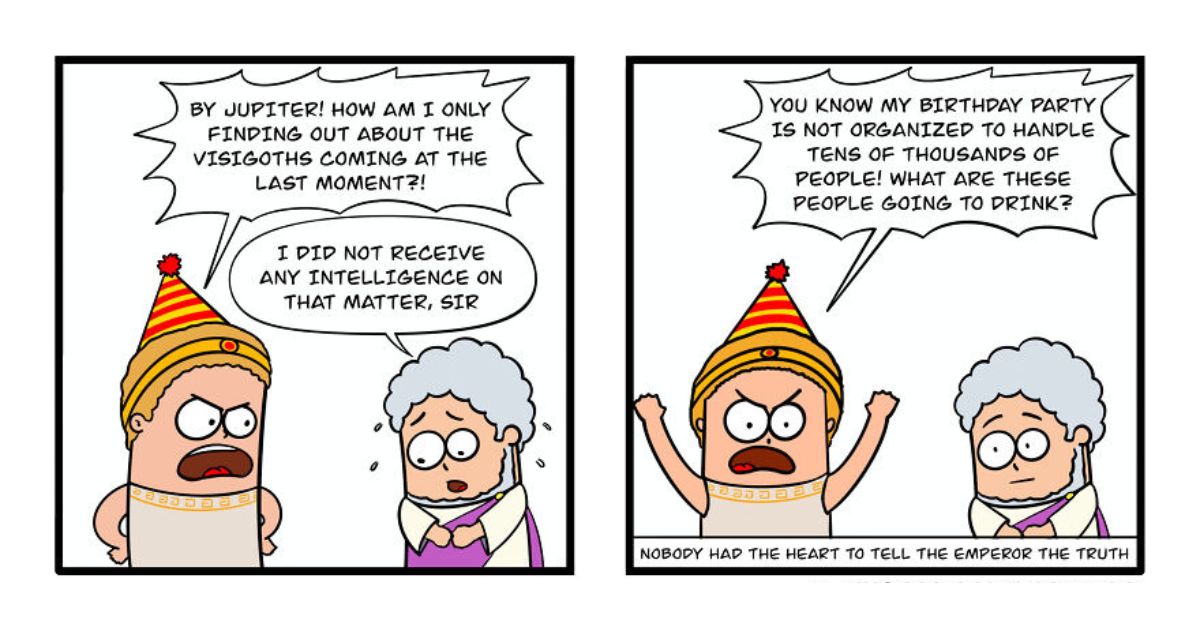 BY JUPITER! HOW AM I ONLY
FINDING OUT ABOUT THE
VISIGOTHS COMING AT THE
LAST MOMENT?!
I DID NOT RECEIVE
ANY INTELLIGENCE ON
THAT MATTER, SIR
YOU KNOW MY BIRTHDAY PARTY
IS NOT ORGANIZED TO HANDLE
TENS OF THOUSANDS OF
PEOPLE! WHAT ARE THESE
PEOPLE GOING TO DRINK?
NOBODY HAD THE HEART TO TELL THE EMPEROR THE TRUTH